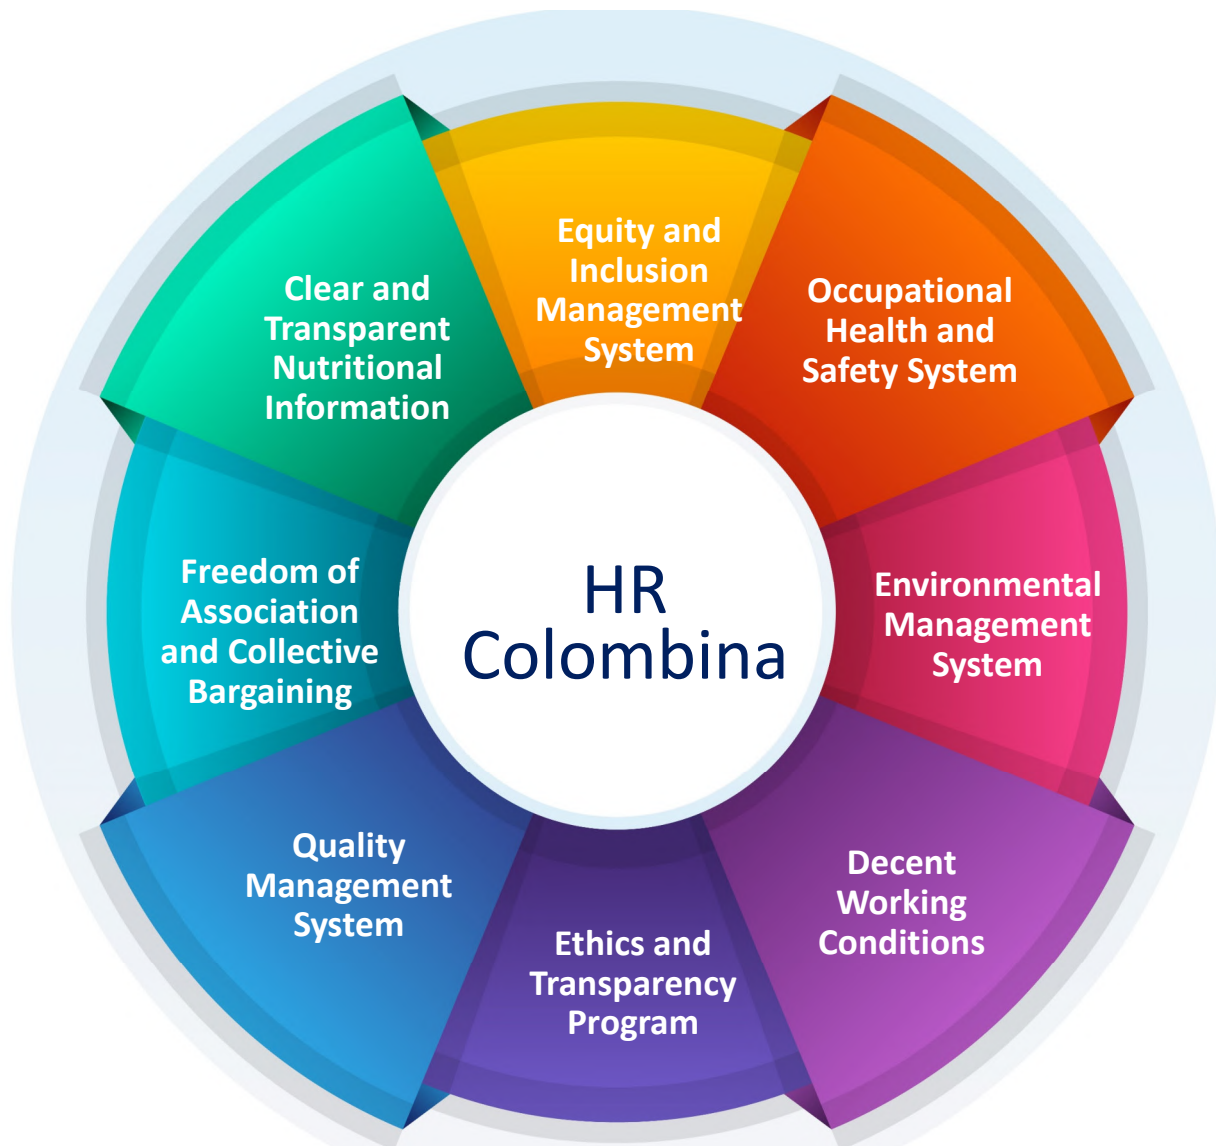 Equity and
Inclusion
Management
System
Occupational
Health and
Safety System
Environmental
Management
System
Decent
Working
Conditions
Ethics and
Transparency
Program
Quality
Management
System
Freedom of
Association
and Collective
Bargaining
Clear and
Transparent
Nutritional
Information
HR
Colombina